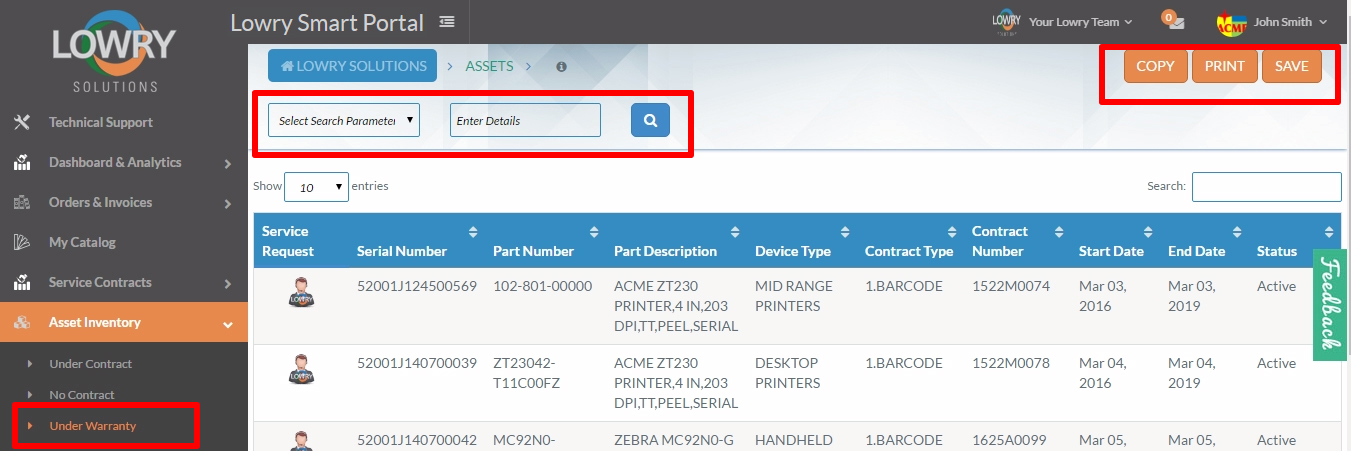 Lowry Smart Portal
LOWRY
SOLUTIONS
LOWRY
Your Lowry Team
0
ACME
John Smith
LOWRY SOLUTIONS
ASSETS
COPY
PRINT
SAVE
Select Search Parameter
Enter Details
Technical Support
Dashboard & Analytics
Orders & Invoices
My Catalog
Service Contracts
Asset Inventory
Under Contract
No Contract
Under Warranty
Show 10 entries
Search:
Service Request
Serial Number
Part Number
Part Description
Device Type
Contract Type
Contract Number
Start Date
End Date
Status
LOWRY
52001J124500569
102-801-00000
ACME ZT230
PRINTER,4 IN,203
DPI,TT,PEEL,SERIAL
MID RANGE
PRINTERS
1.BARCODE
1522M0074
Mar 03,
2016
Mar 03,
2019
Active
LOWRY
52001J140700039
ZT23042-
T11C00FZ
ACME ZT230
PRINTER,4 IN,203
DPI,TT,PEEL,SERIAL
DESKTOP
PRINTERS
1.BARCODE
1522M0078
Mar 04,
2016
Mar 04,
2019
Active
52001J140700042
MC92N0-
ZEBRA MC92N0-G
HANDHELD
1.BARCODE
1625A0099
Mar 05,
Mar 05,
Active
Feedback